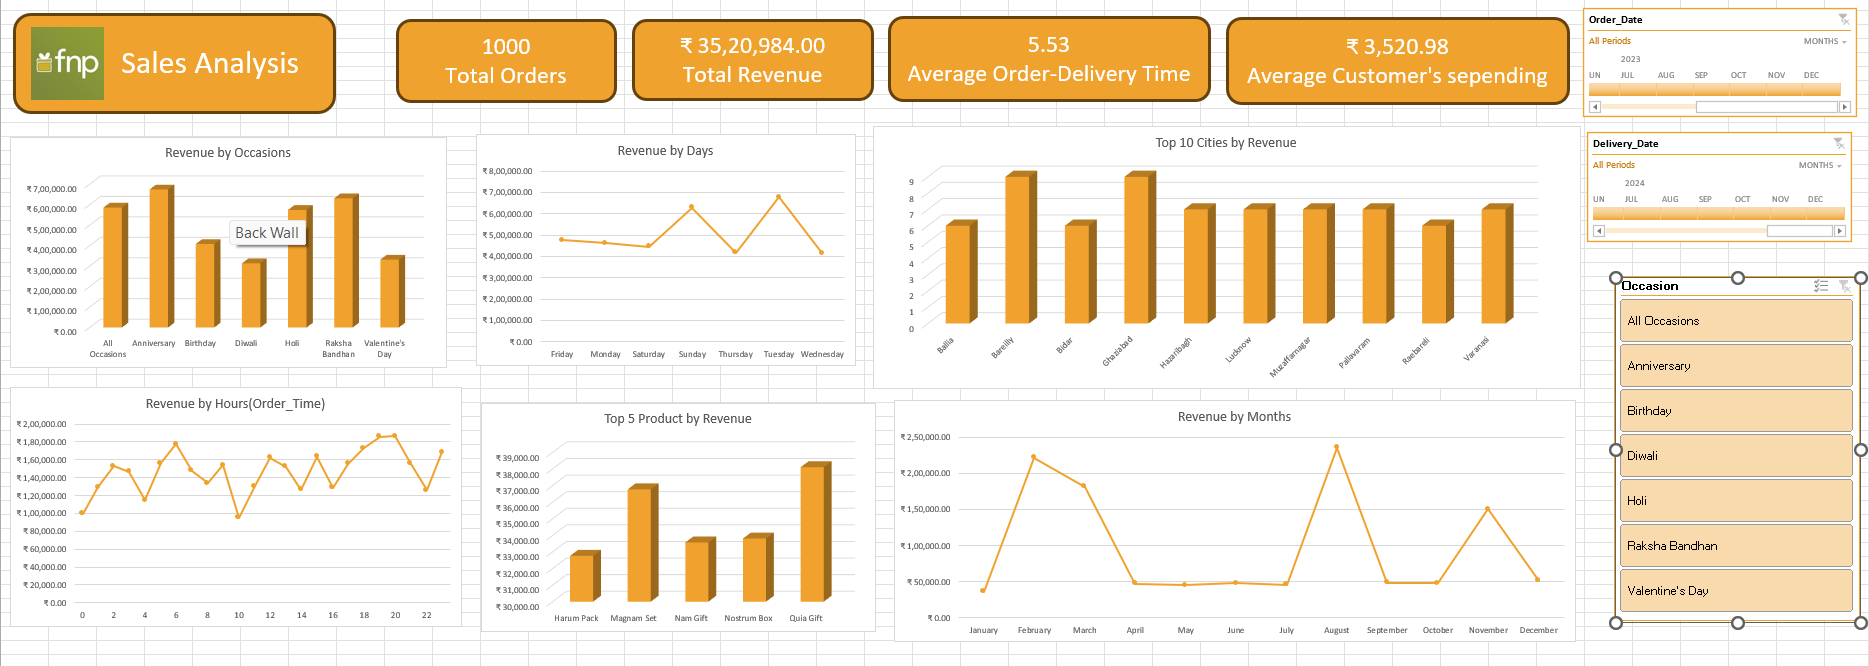 fnp
Sales Analysis
1000
Total Orders
₹ 35,20,984.00
Total Revenue
5.53
Average Order-Delivery Time
₹ 3,520.98
Average Customer's sepending
Order_Date
All Periods
MONTHS
2023
UN JUL AUG SEP OCT NOV DEC
Delivery_Date
All Periods
MONTHS
2024
UN JUL AUG SEP OCT NOV DEC
Revenue by Occasions
₹ 7,00,000.00
₹ 6,00,000.00
₹ 5,00,000.00
₹ 4,00,000.00
₹ 3,00,000.00
₹ 2,00,000.00
₹ 1,00,000.00
₹ 0.00
Back Wall
All Occasions
Anniversary
Birthday
Diwali
Holi
Raksha Bandhan
Valentine's Day
Revenue by Days
₹ 8,00,000.00
₹ 7,00,000.00
₹ 6,00,000.00
₹ 5,00,000.00
₹ 4,00,000.00
₹ 3,00,000.00
₹ 2,00,000.00
₹ 1,00,000.00
₹ 0.00
Friday Monday Saturday Sunday Thursday Tuesday Wednesday
Top 10 Cities by Revenue
9
8
7
6
5
4
3
2
1
0
Ballia
Bareilly
Bidar
Ghaziabad
Hazaribagh
Lucknow
Muzaffarnagar
Pallavaram
Raebareli
Varanasi
Occasion
All Occasions
Anniversary
Birthday
Diwali
Holi
Raksha Bandhan
Valentine's Day
Revenue by Hours(Order_Time)
₹ 2,00,000.00
₹ 1,80,000.00
₹ 1,60,000.00
₹ 1,40,000.00
₹ 1,20,000.00
₹ 1,00,000.00
₹ 80,000.00
₹ 60,000.00
₹ 40,000.00
₹ 20,000.00
₹ 0.00
0 2 4 6 8 10 12 14 16 18 20 22
Top 5 Product by Revenue
₹ 39,000.00
₹ 38,000.00
₹ 37,000.00
₹ 36,000.00
₹ 35,000.00
₹ 34,000.00
₹ 33,000.00
₹ 32,000.00
₹ 31,000.00
₹ 30,000.00
Harum Pack Magnam Set Nam Gift Nostrum Box Quia Gift
Revenue by Months
₹ 2,50,000.00
₹ 2,00,000.00
₹ 1,50,000.00
₹ 1,00,000.00
₹ 50,000.00
₹ 0.00
January February March April May June July August September October November December